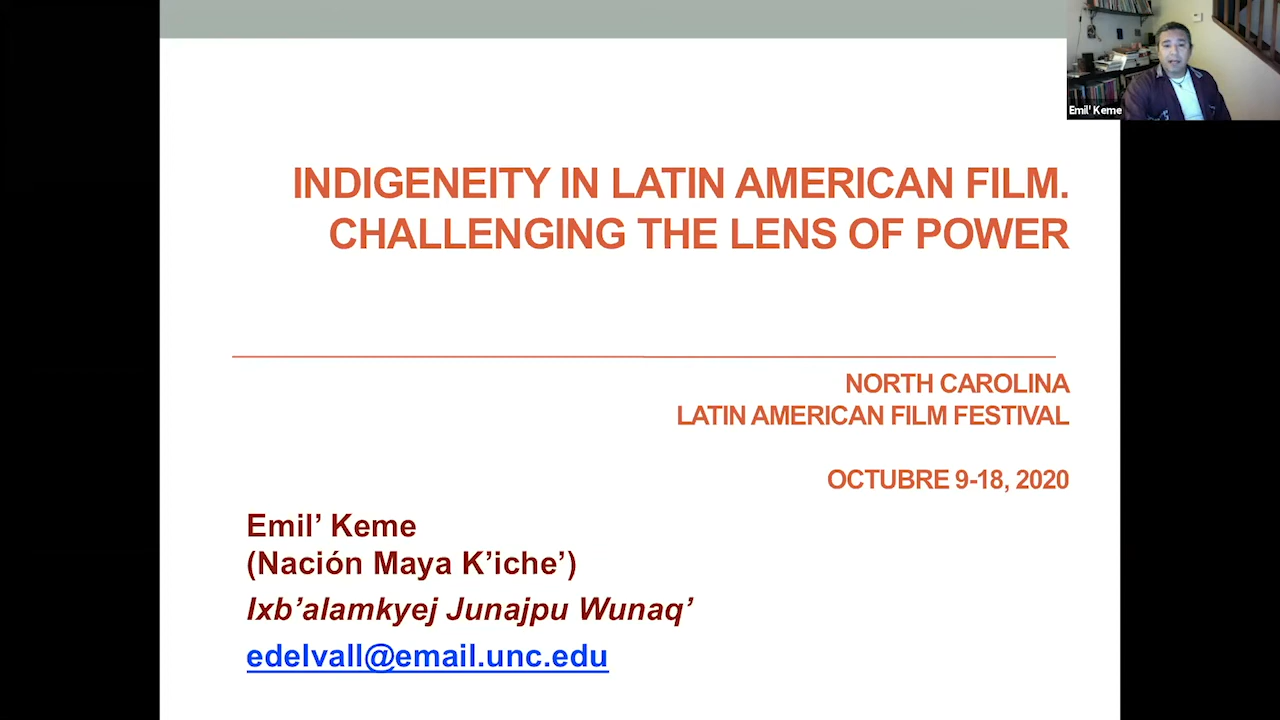 Emil' Keme
INDIGENEITY IN LATIN AMERICAN FILM.
CHALLENGING THE LENS OF POWER
NORTH CAROLINA
LATIN AMERICAN FILM FESTIVAL
OCTUBRE 9-18, 2020
Emil’ Keme
(Nación Maya K’iche’)
Ixb’alamkyej Junajpu Wunaq’
edelvall@email.unc.edu